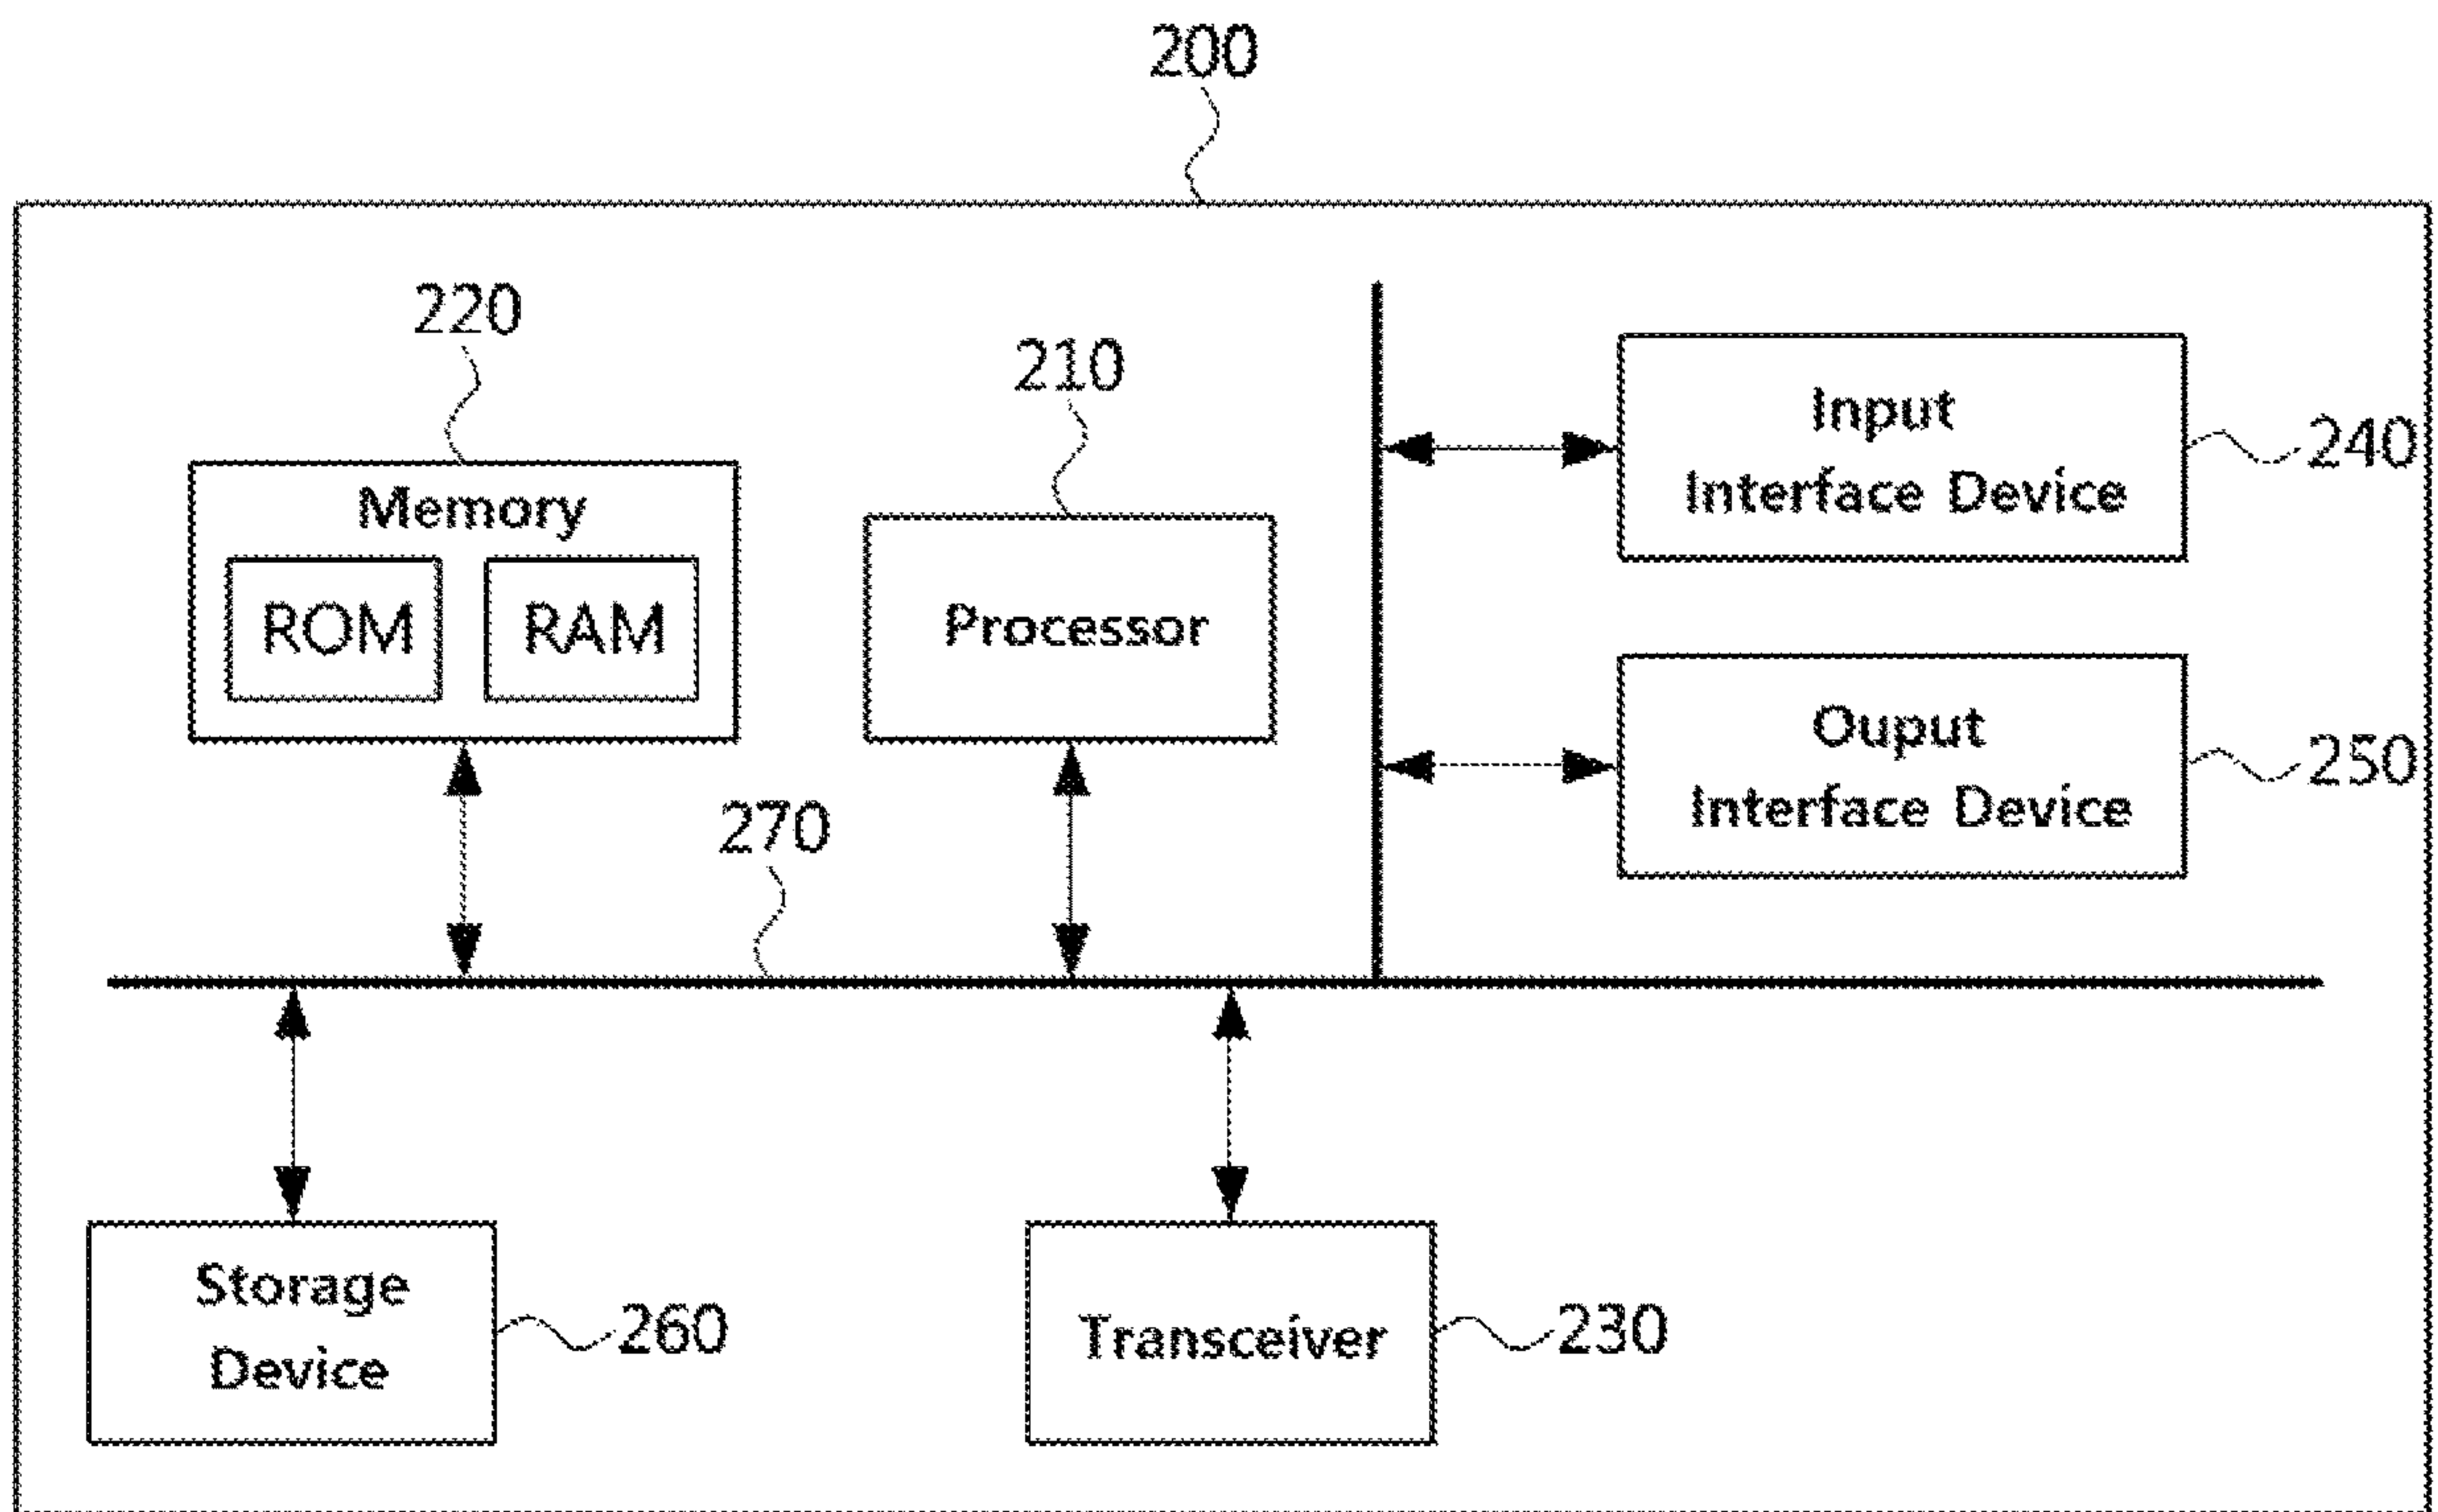 200
220
210
Memory
ROM
RAM
Processor
Input
Interface Device
240
Ouput
Interface Device
250
270
Storage
Device
260
Transceiver
230